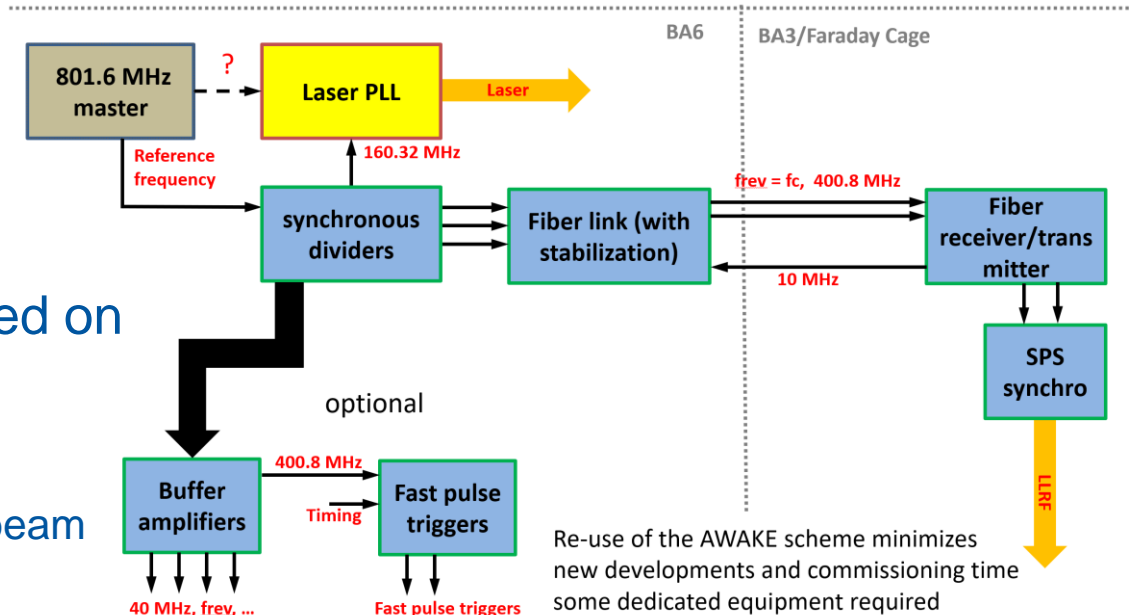 BA6
BA3/Faraday Cage
801.6 MHz
master
?
Laser PLL
Laser
Reference
frequency
160.32 MHz
synchronous
dividers
Fiber link (with
stabilization)
frev = fc, 400.8 MHz
10 MHz
Fiber
receiver/trans
mitter
SPS
synchro
LLRF
ed on
optional
beam
Buffer
amplifiers
400.8 MHz
Timing
Fast pulse
triggers
40 MHz, frev, ...
Fast pulse triggers
Re-use of the AWAKE scheme minimizes
new developments and commissioning time
some dedicated equipment required